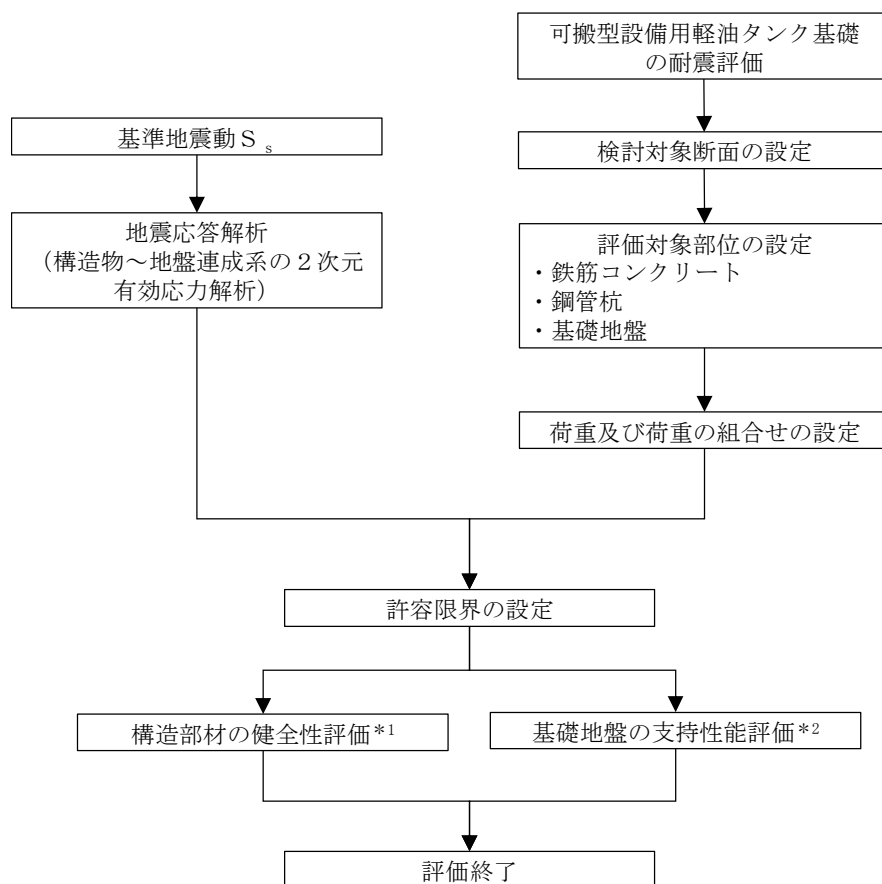 可搬型設備用軽油タンク基礎
の耐震評価
基準地震動Ｓｓ
検討対象断面の設定
地震応答解析
（構造物～地盤連成系の２次元
有効応力解析）
評価対象部位の設定
・鉄筋コンクリート
・鋼管杭
・基礎地盤
荷重及び荷重の組合せの設定
許容限界の設定
構造部材の健全性評価*1
基礎地盤の支持性能評価*2
評価終了